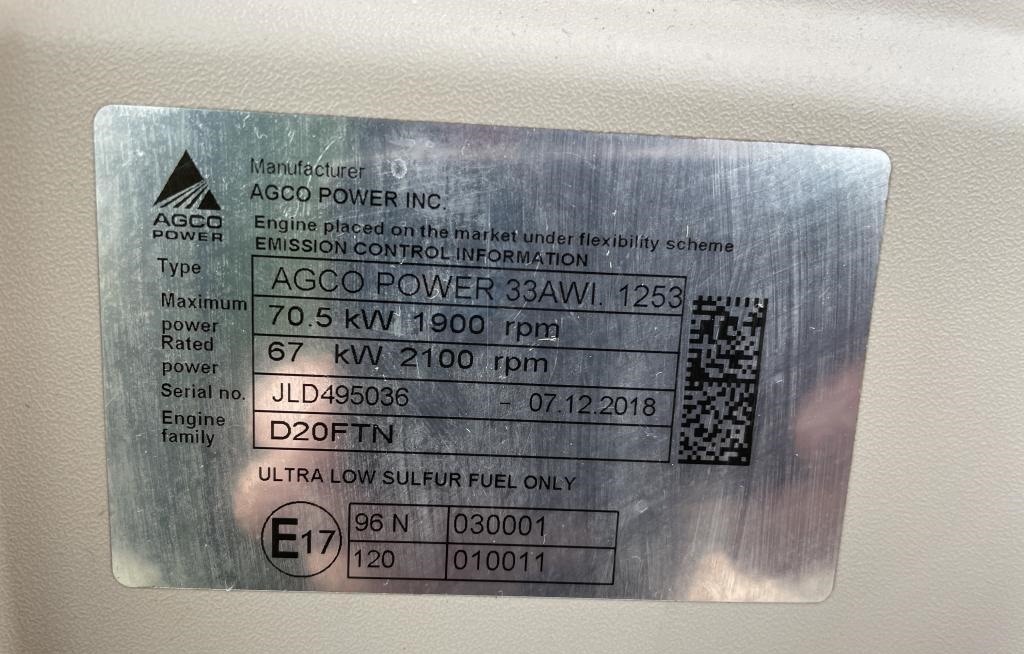 Manufacturer
AGCO POWER INC.
AGCO
POWER
Engine placed on the market under flexibility scheme
EMISSION CONTROL INFORMATION
Type AGCO POWER 33AWI. 1253
Maximum power 70.5 kW 1900 rpm
Rated power 67 kW 2100 rpm
Serial no. JLD495036 - 07.12.2018
Engine family D20FTN
ULTRA LOW SULFUR FUEL ONLY
E17 96 N 030001
120 010011